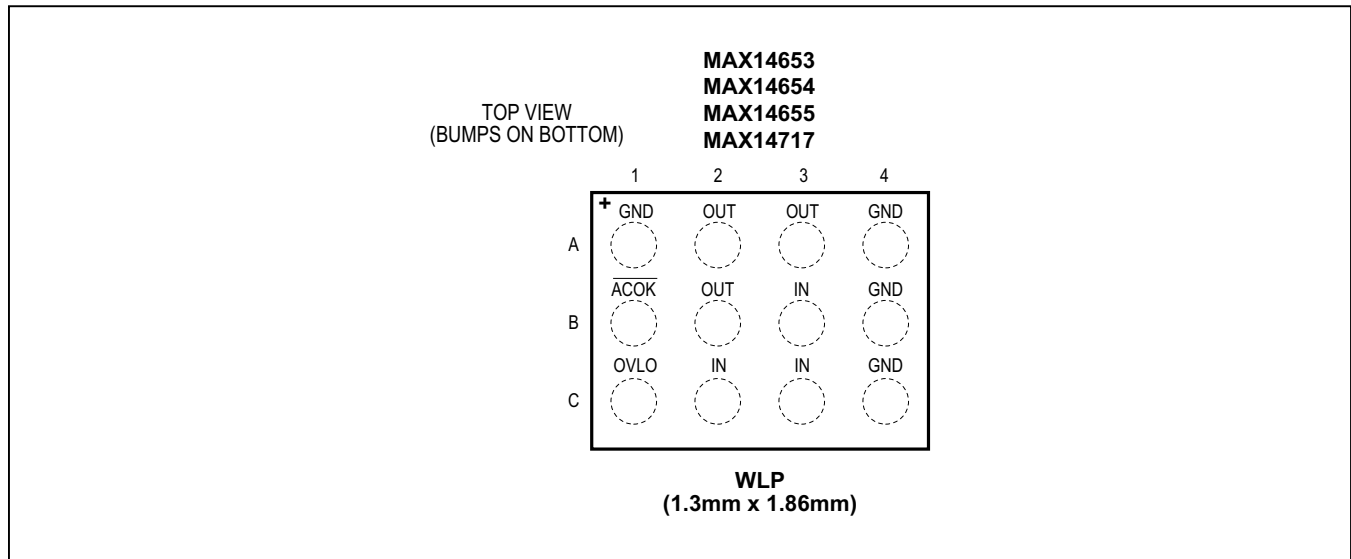 MAX14653
MAX14654
TOP VIEW MAX14655
(BUMPS ON BOTTOM) MAX14717
1 2 3 4
+ GND OUT OUT GND
A
ACOK OUT IN GND
B
OVLO IN IN GND
C
WLP
(1.3mm x 1.86mm)